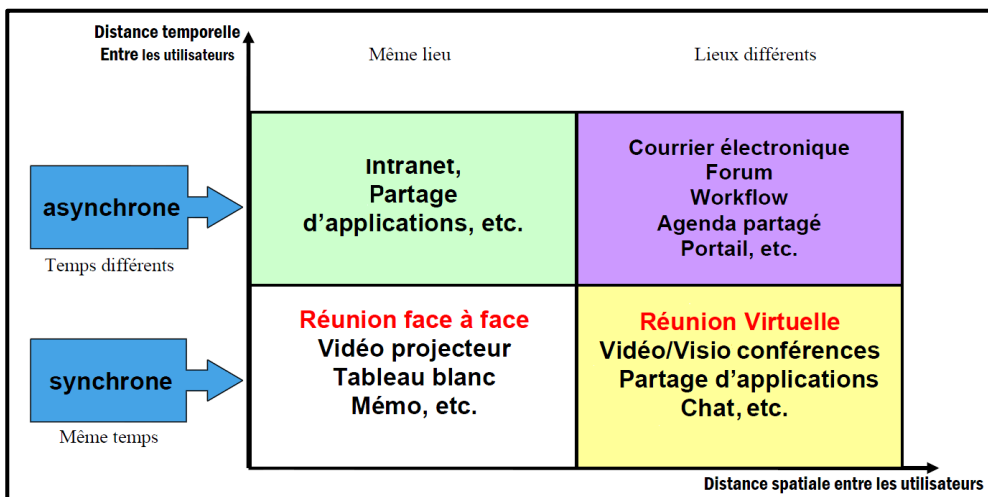 Distance temporelle
Entre les utilisateurs
Même lieu
Lieux différents
asynchrone
Temps différents
Intranet,
Partage
d'applications, etc.
Courrier électronique
Forum
Workflow
Agenda partagé
Portail, etc.
synchrone
Même temps
Réunion face à face
Vidéo projecteur
Tableau blanc
Mémo, etc.
Réunion Virtuelle
Vidéo/Visio conférences
Partage d'applications
Chat, etc.
Distance spatiale entre les utilisateurs